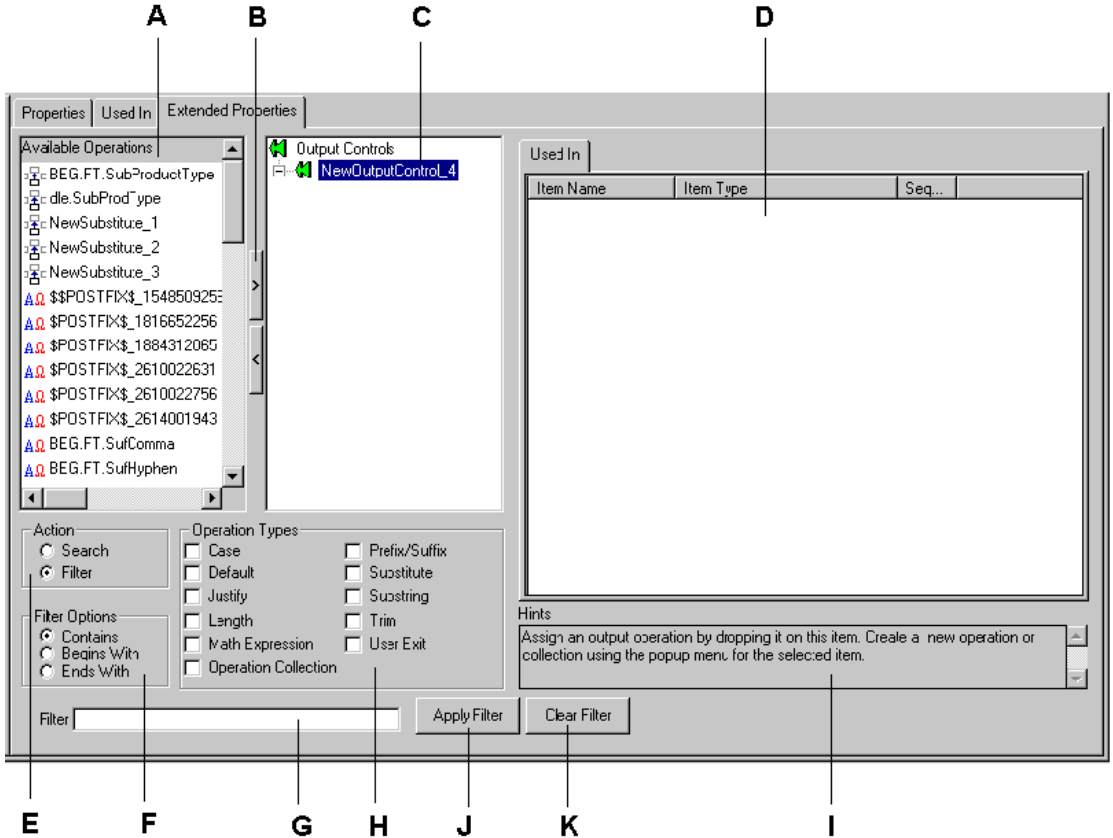 A B C D
Properties Used In Extended Properties
Available Operations
BEG.FT.SubProductType
dle.SubProdType
NewSubstitute_1
NewSubstitute_2
NewSubstitute_3
$$POSTFIX$_154850925
$POSTFIX$_1816652256
$POSTFIX$_1884312065
$POSTFIX$_2610022631
$POSTFIX$_2610022756
$POSTFIX$_2614001943
BEG.FT.SufComma
BEG.FT.SufHyphen
>
<
Output Controls
NewOutputControl_4
Used In
Item Name Item Type Seq...
Action
Search
Filter
Filter Options
Contains
Begins With
Ends With
Operation Types
Case
Default
Justify
Length
Math Expression
Operation Collection
Prefix/Suffix
Substitute
Substring
Trim
User Exit
Hints
Assign an output operation by dropping it on this item. Create a new operation or
collection using the popup menu for the selected item.
Filter Apply Filter Clear Filter
E F G H J K I